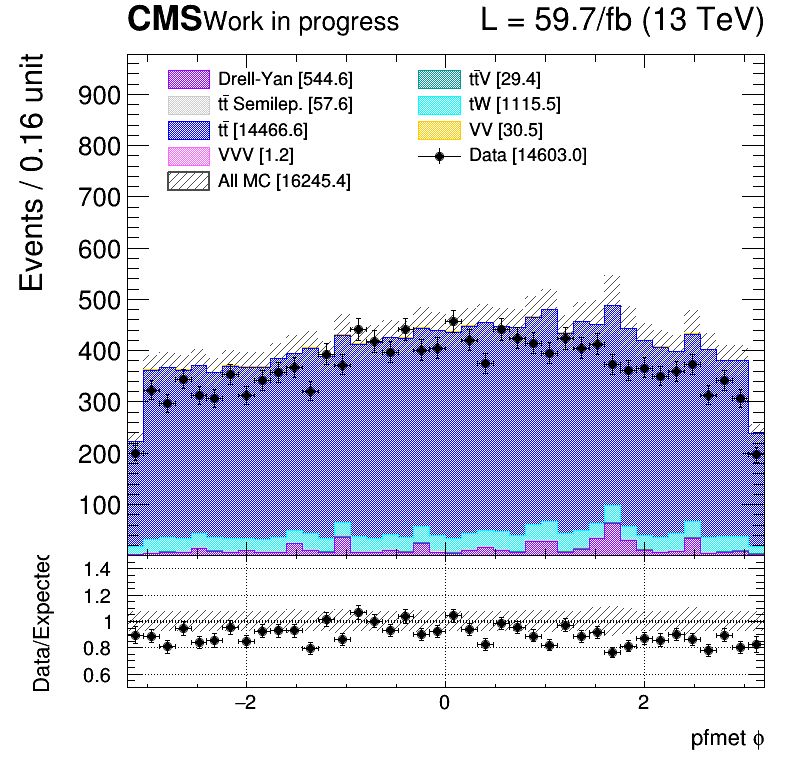 CMS Work in progress L = 59.7/fb (13 TeV)
Events / 0.16 unit
Drell-Yan [544.6]
tt̄ Semilep. [57.6]
tt̄ [14466.6]
VVV [1.2]
All MC [16245.4]
tt̄V [29.4]
tW [1115.5]
VV [30.5]
Data [14603.0]
900
800
700
600
500
400
300
200
100
Data/Expected
1.4
1.2
1
0.8
0.6
−2 0 2
pfmet ϕ